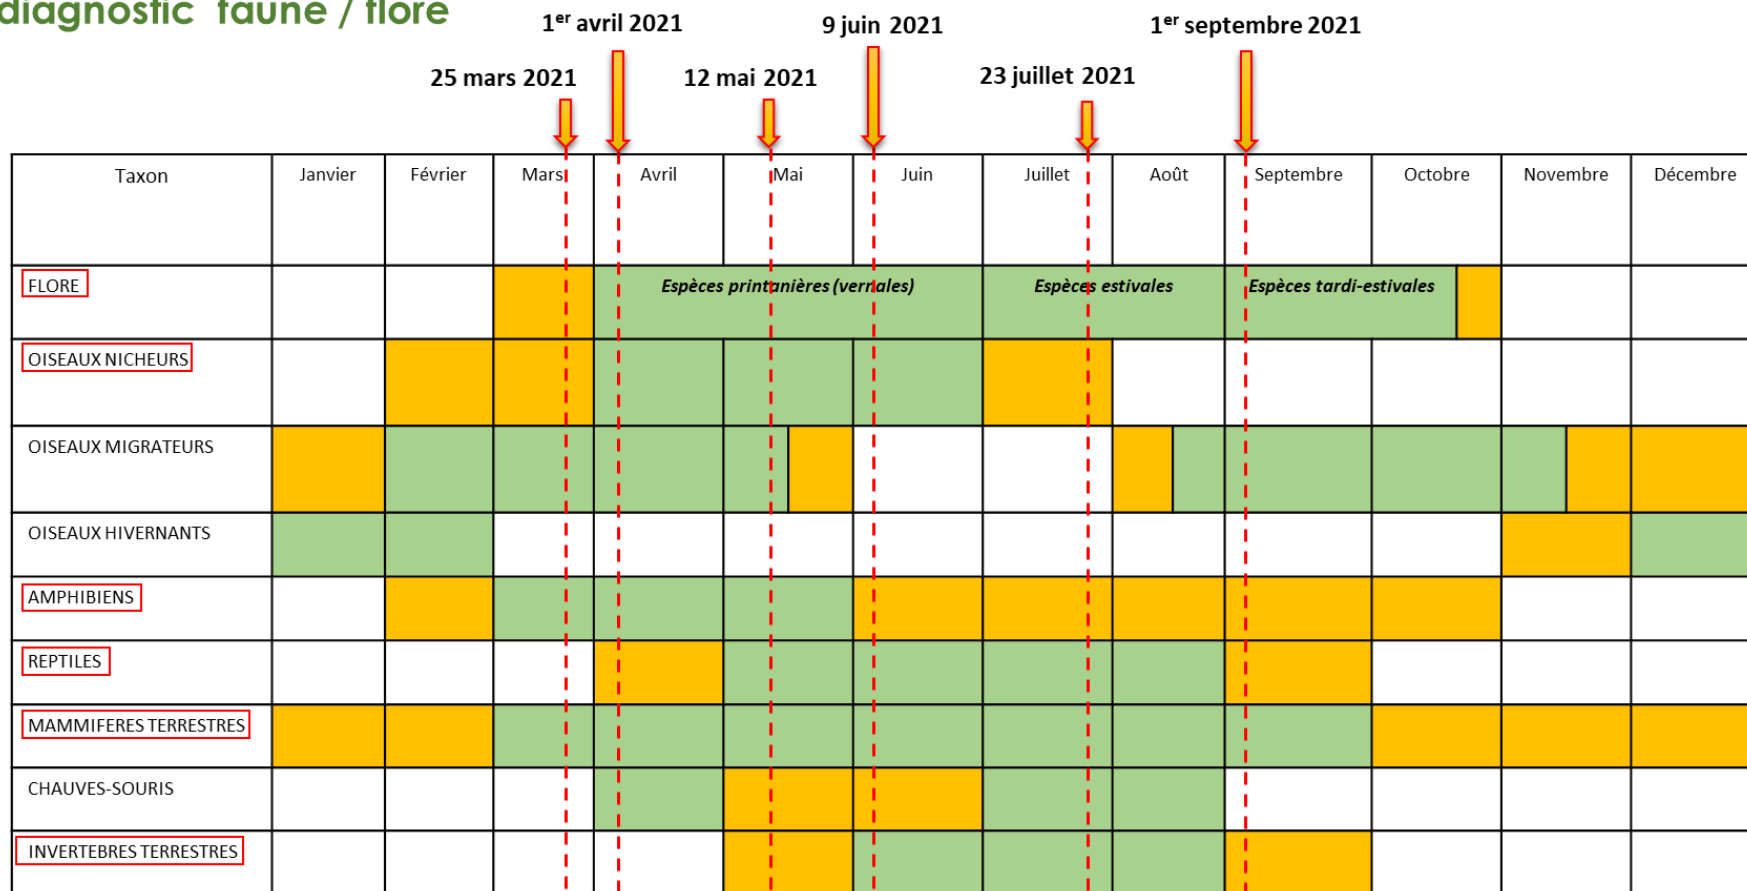 diagnostic faune / flore
1er avril 2021
9 juin 2021
1er septembre 2021
25 mars 2021
12 mai 2021
23 juillet 2021
Taxon
Janvier
Février
Mars
Avril
Mai
Juin
Juillet
Août
Septembre
Octobre
Novembre
Décembre
FLORE
Espèces printanières (vernales)
Espèces estivales
Espèces tardi-estivales
OISEAUX NICHEURS
OISEAUX MIGRATEURS
OISEAUX HIVERNANTS
AMPHIBIENS
REPTILES
MAMMIFERES TERRESTRES
CHAUVES-SOURIS
INVERTEBRES TERRESTRES